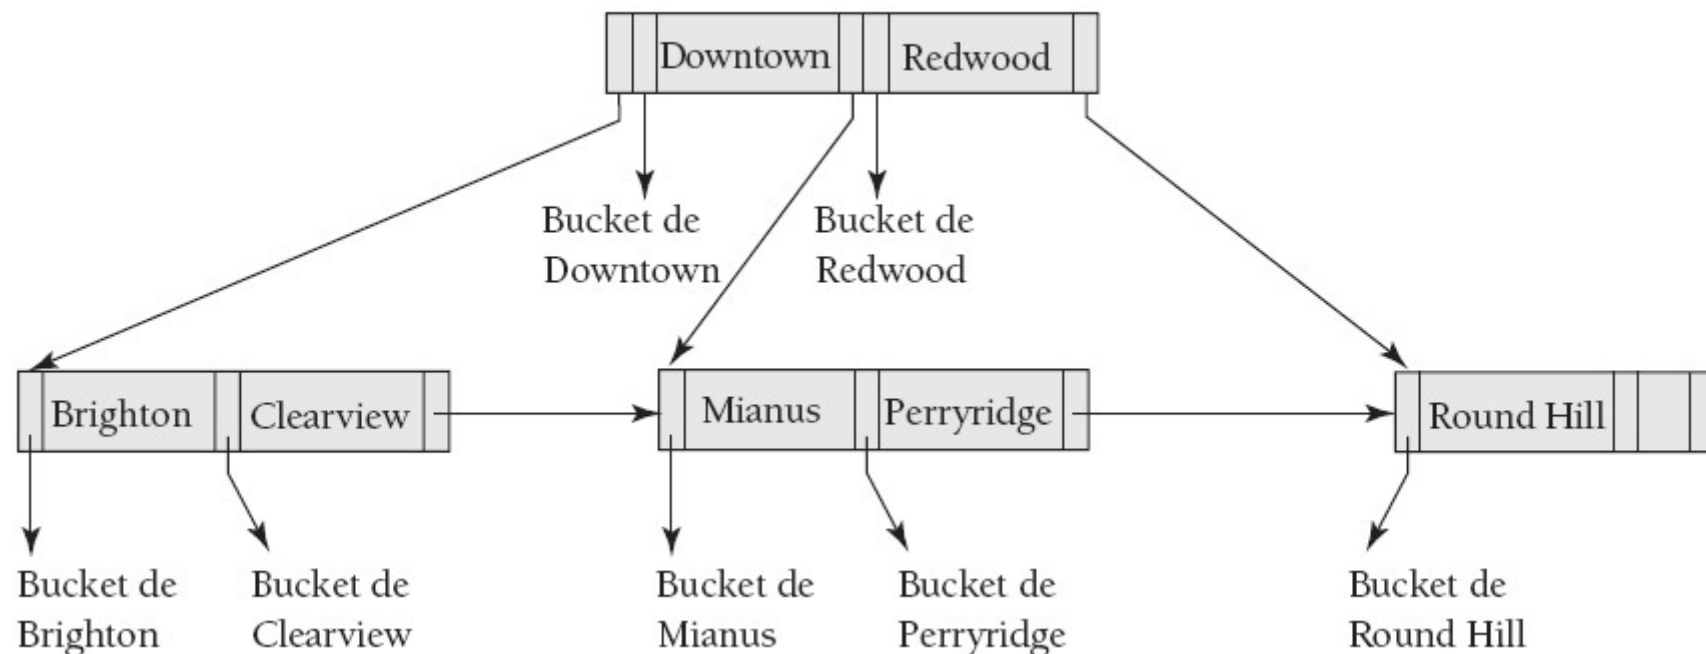 Downtown Redwood
Bucket de
Downtown
Bucket de
Redwood
Brighton Clearview
Mianus Perryridge
Round Hill
Bucket de
Brighton
Bucket de
Clearview
Bucket de
Mianus
Bucket de
Perryridge
Bucket de
Round Hill